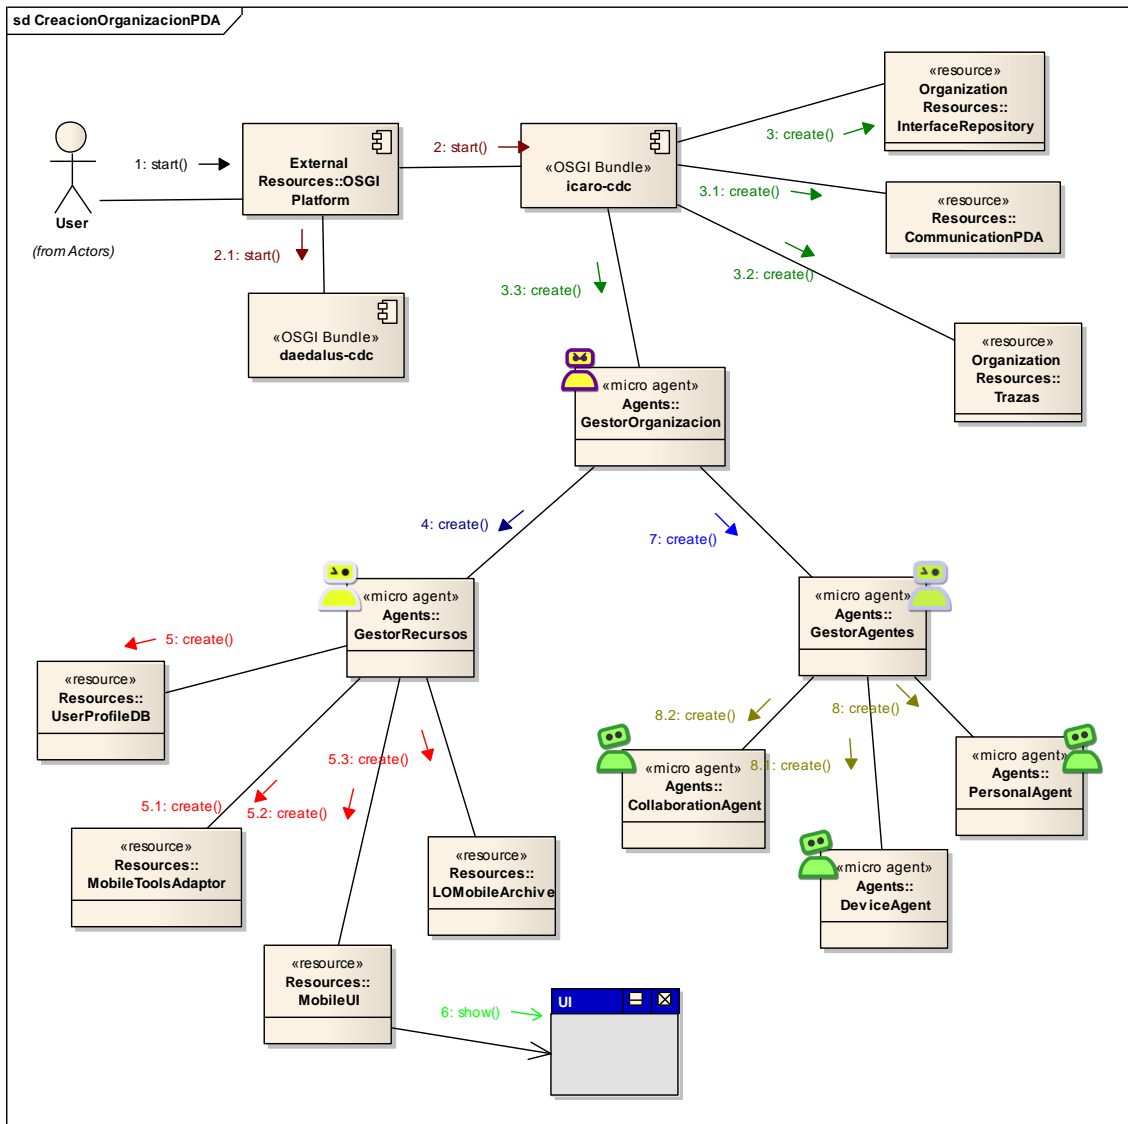 sd CreacionOrganizacionPDA
«resource»
Organization
Resources::
InterfaceRepository
3: create()
1: start()
User
(from Actors)
External
Resources::OSGI
Platform
2: start()
«OSGI Bundle»
icaro-cdc
3.1: create()
«resource»
Resources::
CommunicationPDA
2.1: start()
3.2: create()
3.3: create()
«OSGI Bundle»
daedalus-cdc
«resource»
Organization
Resources::
Trazas
«micro agent»
Agents::
GestorOrganizacion
4: create()
7: create()
«micro agent»
Agents::
GestorRecursos
«micro agent»
Agents::
GestorAgentes
5: create()
«resource»
Resources::
UserProfileDB
8.2: create()
8: create()
5.3: create()
8.1: create()
«micro agent»
Agents::
CollaborationAgent
«micro agent»
Agents::
PersonalAgent
5.1: create()
5.2: create()
«resource»
Resources::
MobileToolsAdaptor
«resource»
Resources::
LOMobileArchive
«micro agent»
Agents::
DeviceAgent
«resource»
Resources::
MobileUI
6: show()
UI